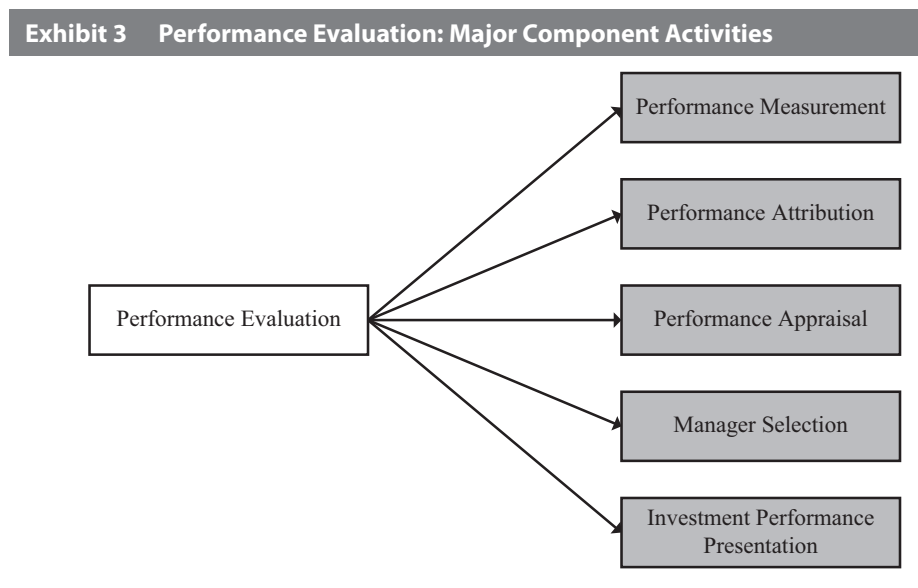 Exhibit 3 Performance Evaluation: Major Component Activities
Performance Measurement
Performance Attribution
Performance Evaluation
Performance Appraisal
Manager Selection
Investment Performance
Presentation